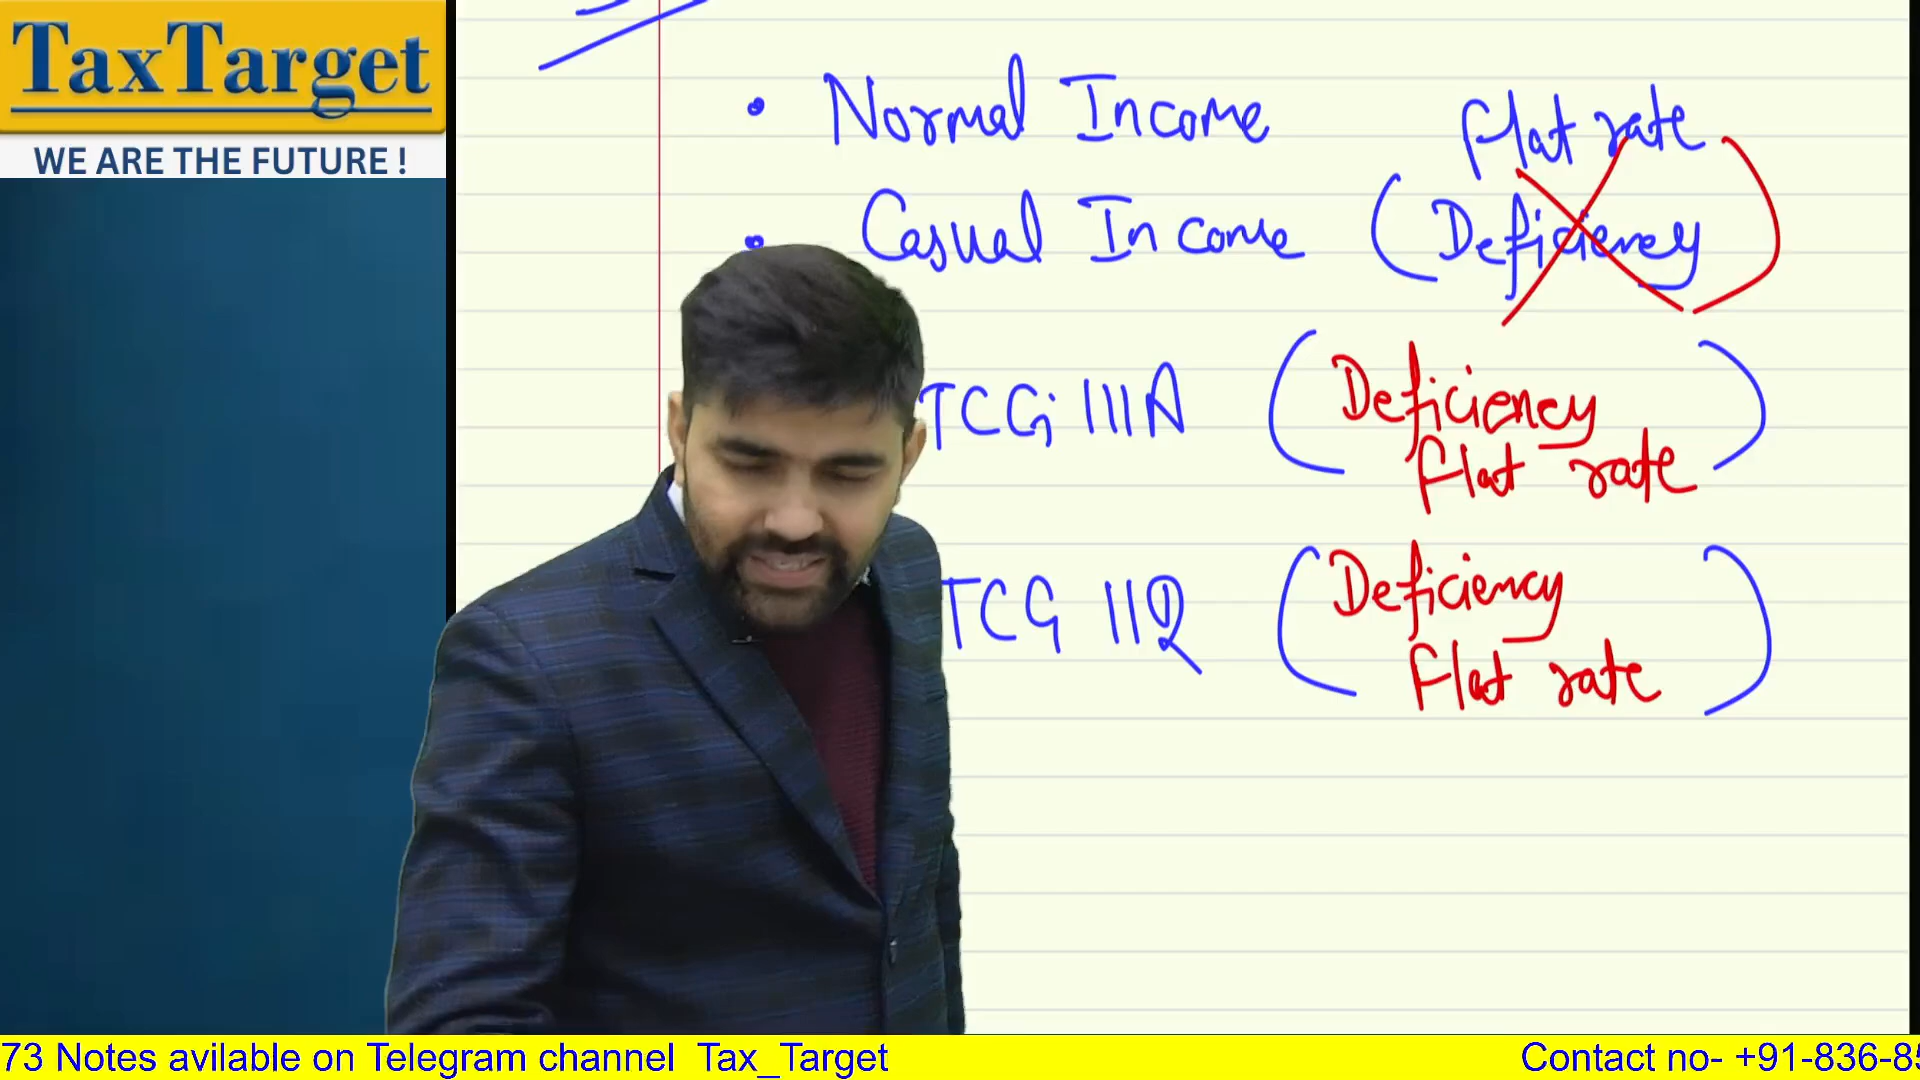 TaxTarget
WE ARE THE FUTURE !
• Normal Income
Flat rate
• Casual Income (Deficiency)
TCG 111A (Deficiency
Flat rate)
TCG 112 (Deficiency
Flat rate)
73 Notes avilable on Telegram channel Tax_Target
Contact no- +91-836-85